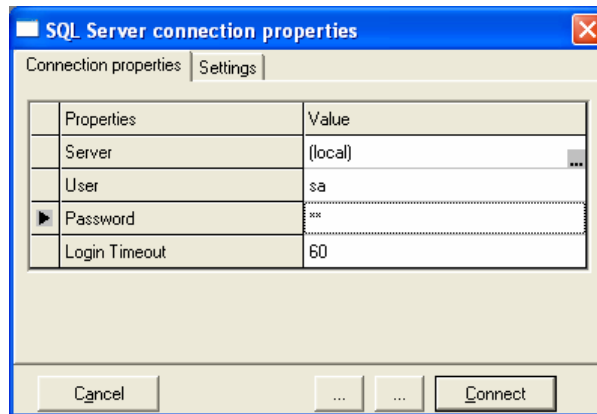 SQL Server connection properties
Connection properties Settings
Properties Value
Server (local) ...
User sa
Password **
Login Timeout 60
Cancel ... ... Connect